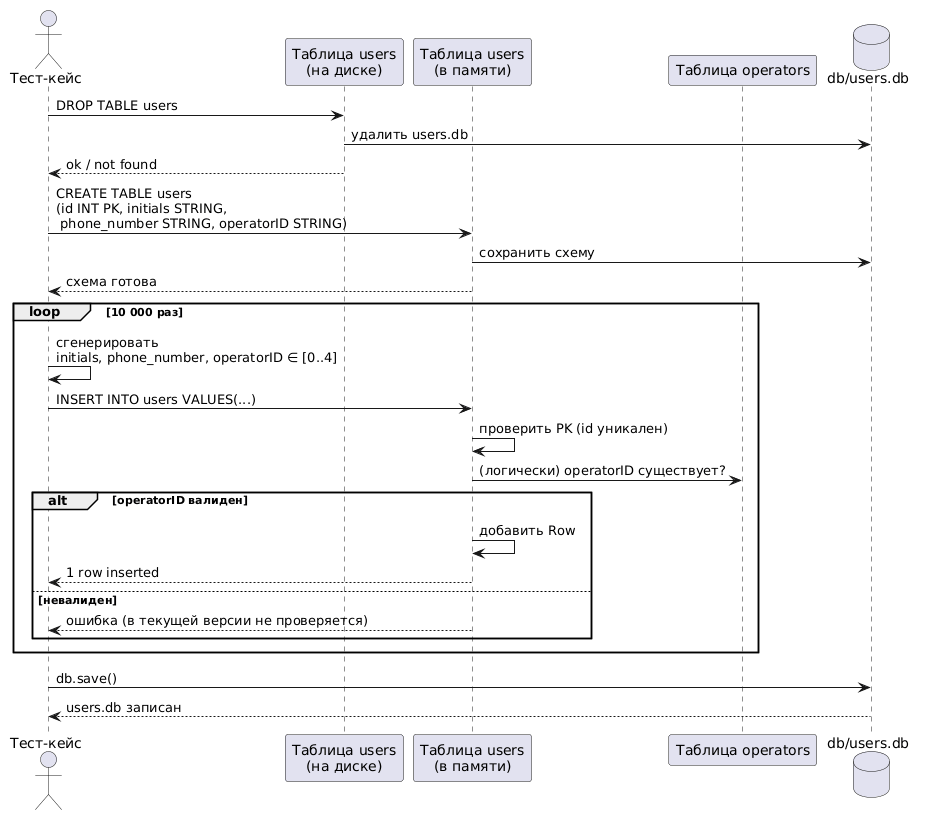 Тест-кейс
Таблица users
(на диске)
Таблица users
(в памяти)
Таблица operators
db/users.db
DROP TABLE users
удалить users.db
ok / not found
CREATE TABLE users
(id INT PK, initials STRING,
phone_number STRING, operatorID STRING)
сохранить схему
схема готова
loop [10 000 раз]
сгенерировать
initials, phone_number, operatorID ∈ [0..4]
INSERT INTO users VALUES(...)
проверить PK (id уникален)
(логически) operatorID существует?
alt [operatorID валиден]
добавить Row
1 row inserted
[невалиден]
ошибка (в текущей версии не проверяется)
db.save()
users.db записан
Тест-кейс
Таблица users
(на диске)
Таблица users
(в памяти)
Таблица operators
db/users.db